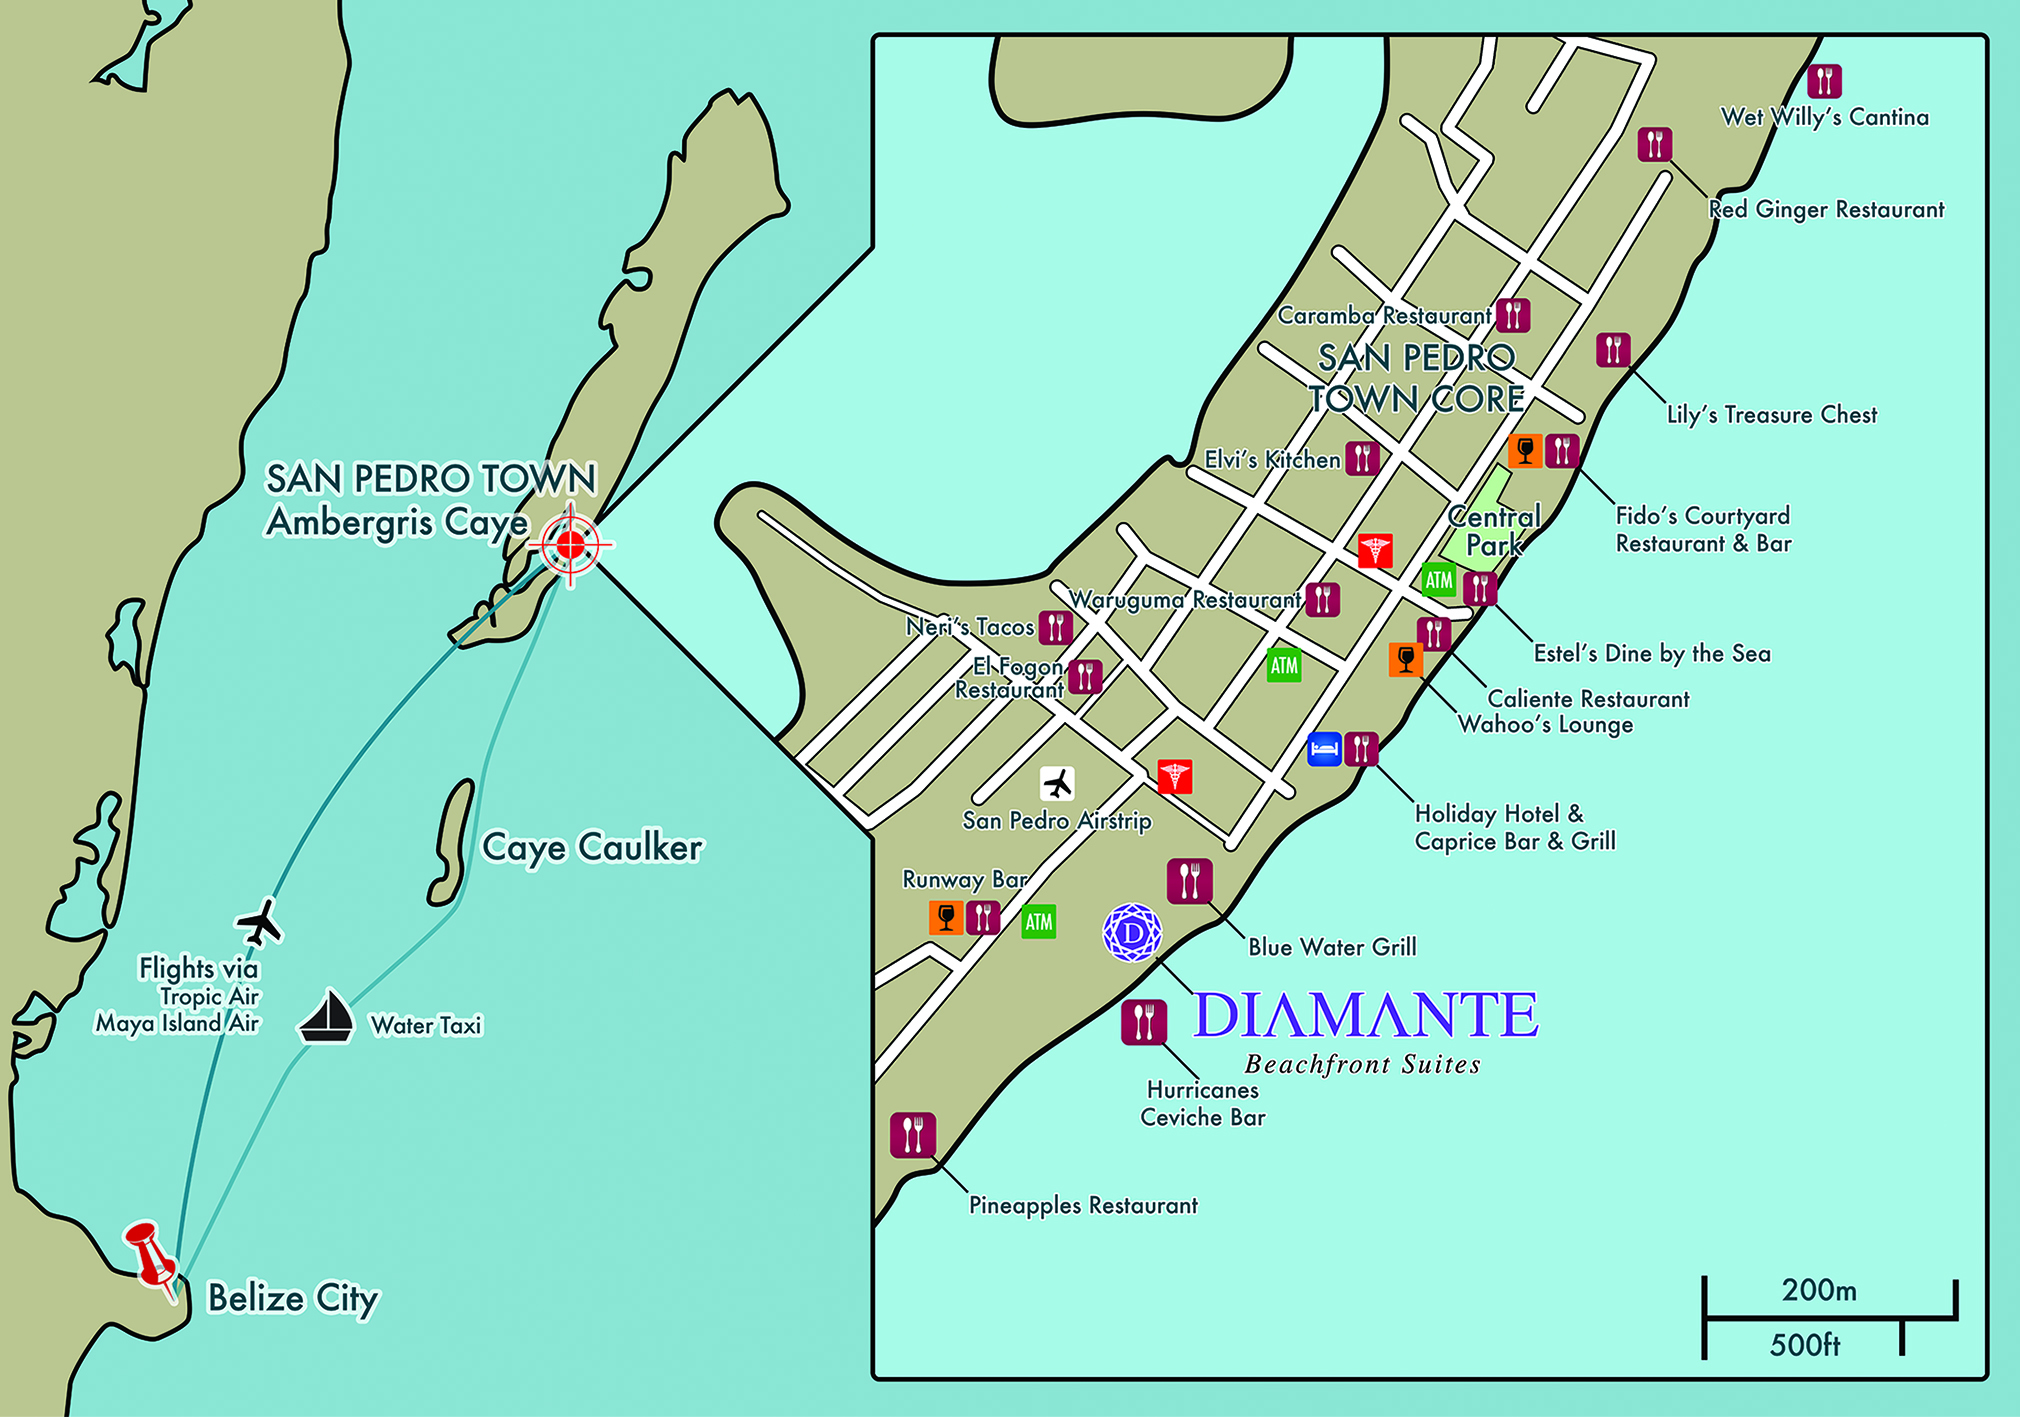 Wet Willy's Cantina
Red Ginger Restaurant
Caramba Restaurant
SAN PEDRO
TOWN CORE
Lily's Treasure Chest
Elvi's Kitchen
SAN PEDRO TOWN
Ambergris Caye
Central
Park
Fido's Courtyard
Restaurant & Bar
ATM
Waruguma Restaurant
Neri's Tacos
Estel's Dine by the Sea
El Fogon
Restaurant
ATM
Caliente Restaurant
Wahoo's Lounge
San Pedro Airstrip
Holiday Hotel &
Caprice Bar & Grill
Caye Caulker
Runway Bar
ATM
D
Blue Water Grill
Flights via
Tropic Air
Maya Island Air
Water Taxi
DIAMANTE
Beachfront Suites
Hurricanes
Ceviche Bar
Pineapples Restaurant
Belize City
200m
500ft